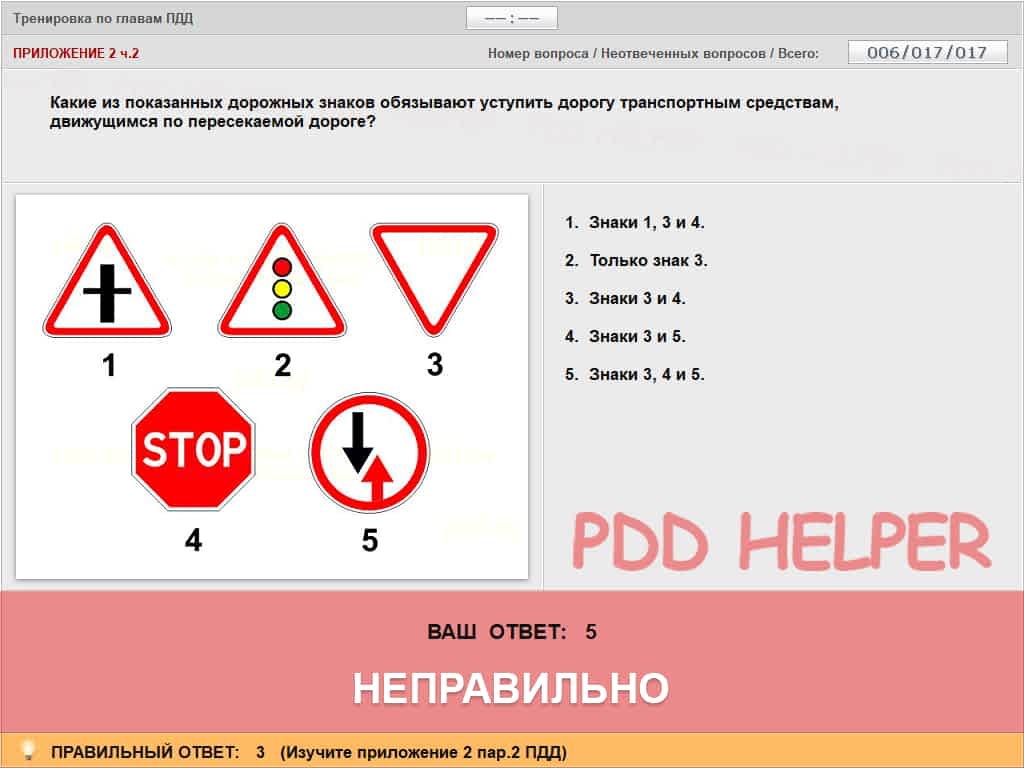 Тренировка по главам ПДД
–– : ––
ПРИЛОЖЕНИЕ 2 ч.2
Номер вопроса / Неотвеченных вопросов / Всего: 006/017/017
Какие из показанных дорожных знаков обязывают уступить дорогу транспортным средствам,
движущимся по пересекаемой дороге?
1 2 3
STOP
4 5
1. Знаки 1, 3 и 4.
2. Только знак 3.
3. Знаки 3 и 4.
4. Знаки 3 и 5.
5. Знаки 3, 4 и 5.
PDD HELPER
ВАШ ОТВЕТ: 5
НЕПРАВИЛЬНО
ПРАВИЛЬНЫЙ ОТВЕТ: 3 (Изучите приложение 2 пар.2 ПДД)